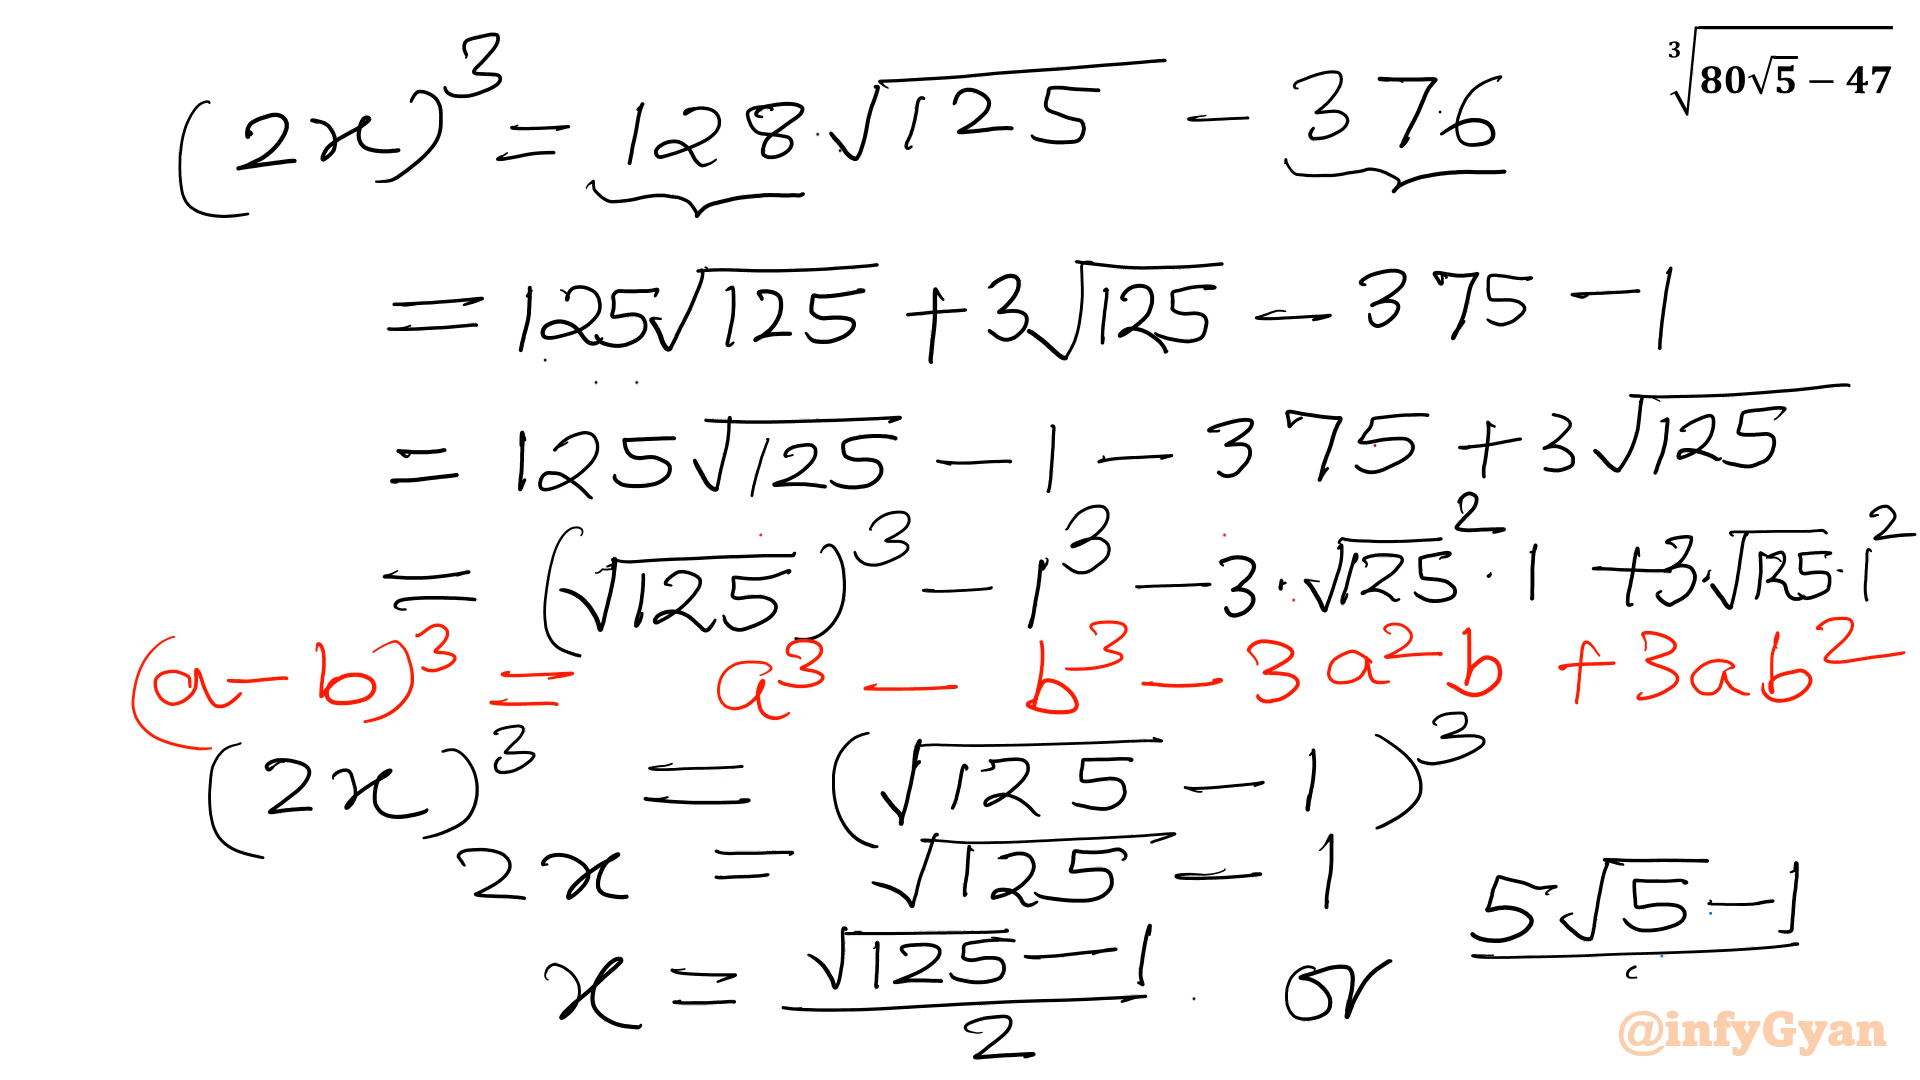 ∛(80√5 − 47)
(2x)³ = 128 √125 − 376
= 125√125 + 3√125 − 375 − 1
= 125√125 − 1 − 375 + 3√125
= (√125)³ − 1³ − 3·√125²·1 + 3·√125·1²
(a−b)³ = a³ − b³ − 3a²b + 3ab²
(2x)³ = (√125 − 1)³
2x = √125 − 1
x = (√125 − 1)/2 or 5√5 − 1
@infyGyan